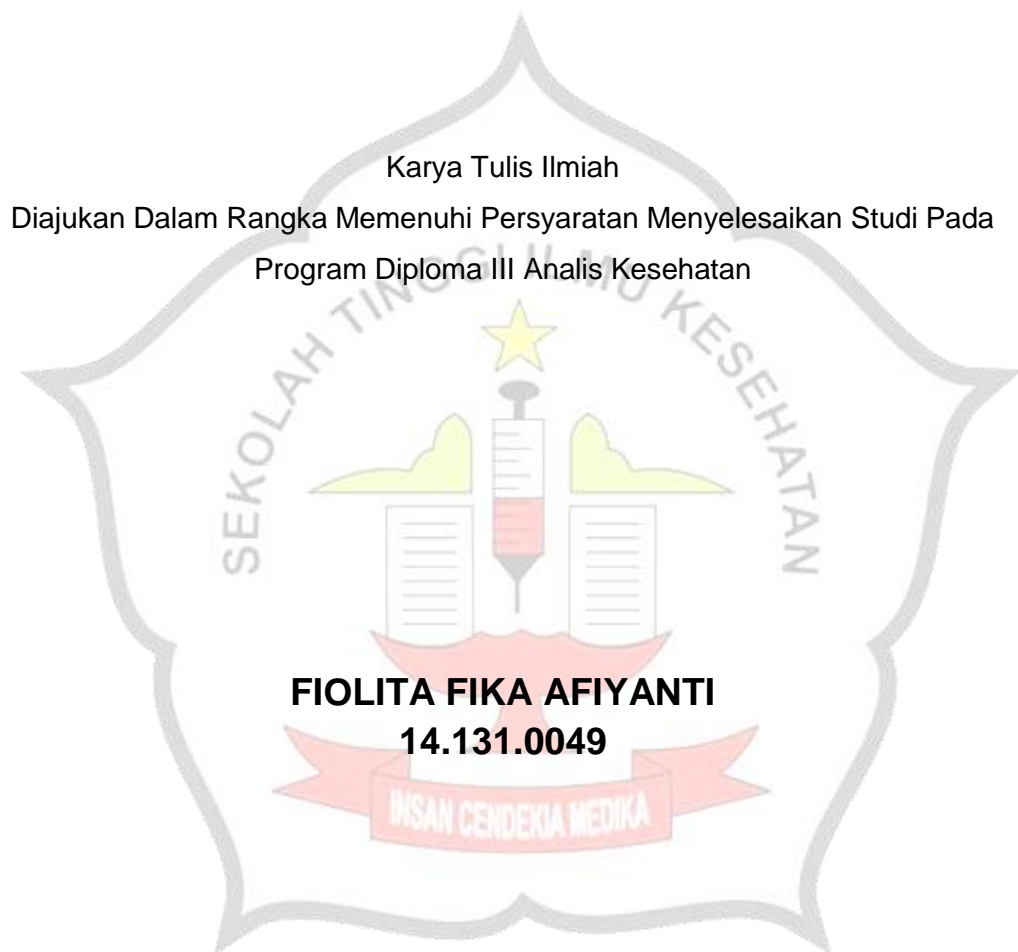 Karya Tulis Ilmiah
Diajukan Dalam Rangka Memenuhi Persyaratan Menyelesaikan Studi Pada
Program Diploma III Analis Kesehatan
SEKOLAH TINGGI ILMU KESEHATAN
FIOLITA FIKA AFIYANTI
14.131.0049
INSAN CENDEKIA MEDIKA